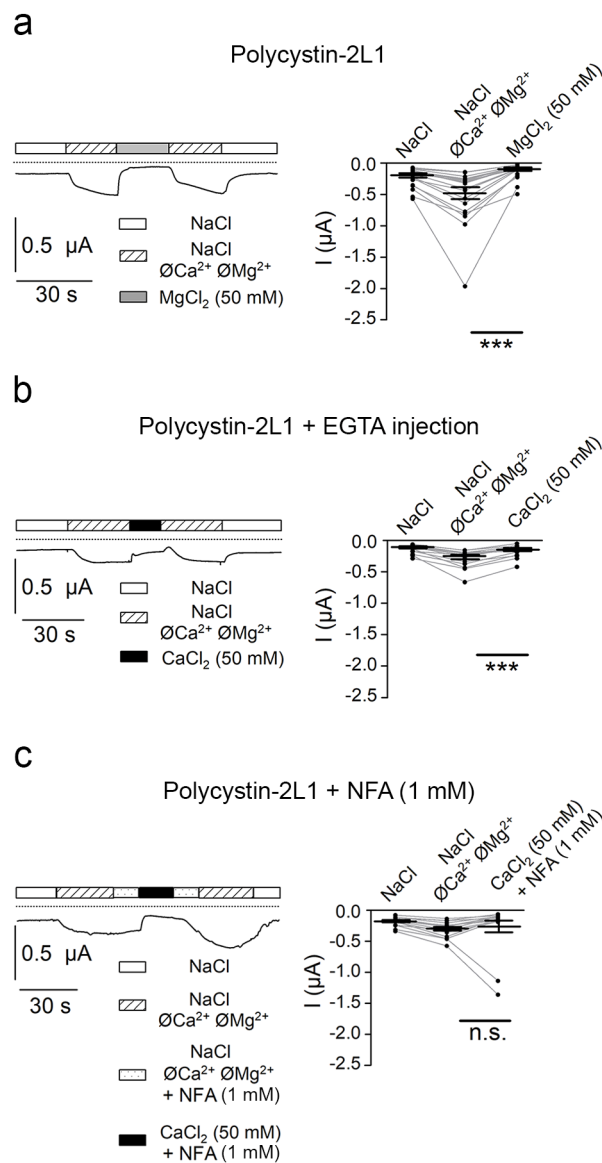 a
Polycystin-2L1
0.5 µA
30 s
NaCl
NaCl
ØCa²⁺ ØMg²⁺
MgCl₂ (50 mM)
NaCl
NaCl
ØCa²⁺ ØMg²⁺
MgCl₂ (50 mM)
I (µA)
0.0
-0.5
-1.0
-1.5
-2.0
-2.5
***
b
Polycystin-2L1 + EGTA injection
0.5 µA
30 s
NaCl
NaCl
ØCa²⁺ ØMg²⁺
CaCl₂ (50 mM)
NaCl
NaCl
ØCa²⁺ ØMg²⁺
CaCl₂ (50 mM)
I (µA)
0.0
-0.5
-1.0
-1.5
-2.0
-2.5
***
c
Polycystin-2L1 + NFA (1 mM)
0.5 µA
30 s
NaCl
NaCl
ØCa²⁺ ØMg²⁺
NaCl
ØCa²⁺ ØMg²⁺
+ NFA (1 mM)
CaCl₂ (50 mM)
+ NFA (1 mM)
NaCl
NaCl
ØCa²⁺ ØMg²⁺
CaCl₂ (50 mM)
+ NFA (1 mM)
I (µA)
0.0
-0.5
-1.0
-1.5
-2.0
-2.5
n.s.